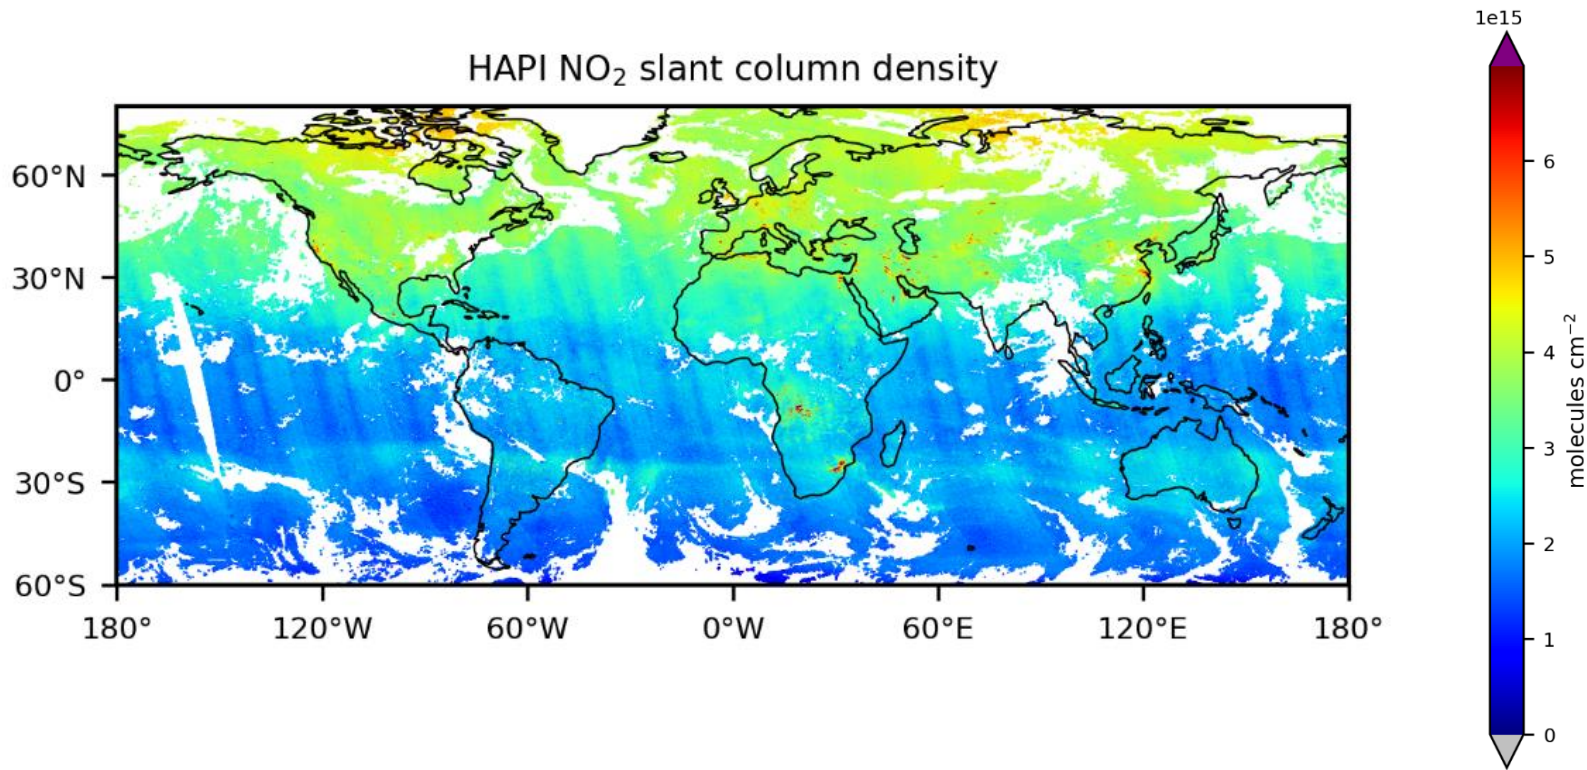 1e15
HAPI NO₂ slant column density
60°N
30°N
0°
30°S
60°S
180° 120°W 60°W 0°W 60°E 120°E 180°
6
5
4
3
2
1
0
molecules cm⁻²